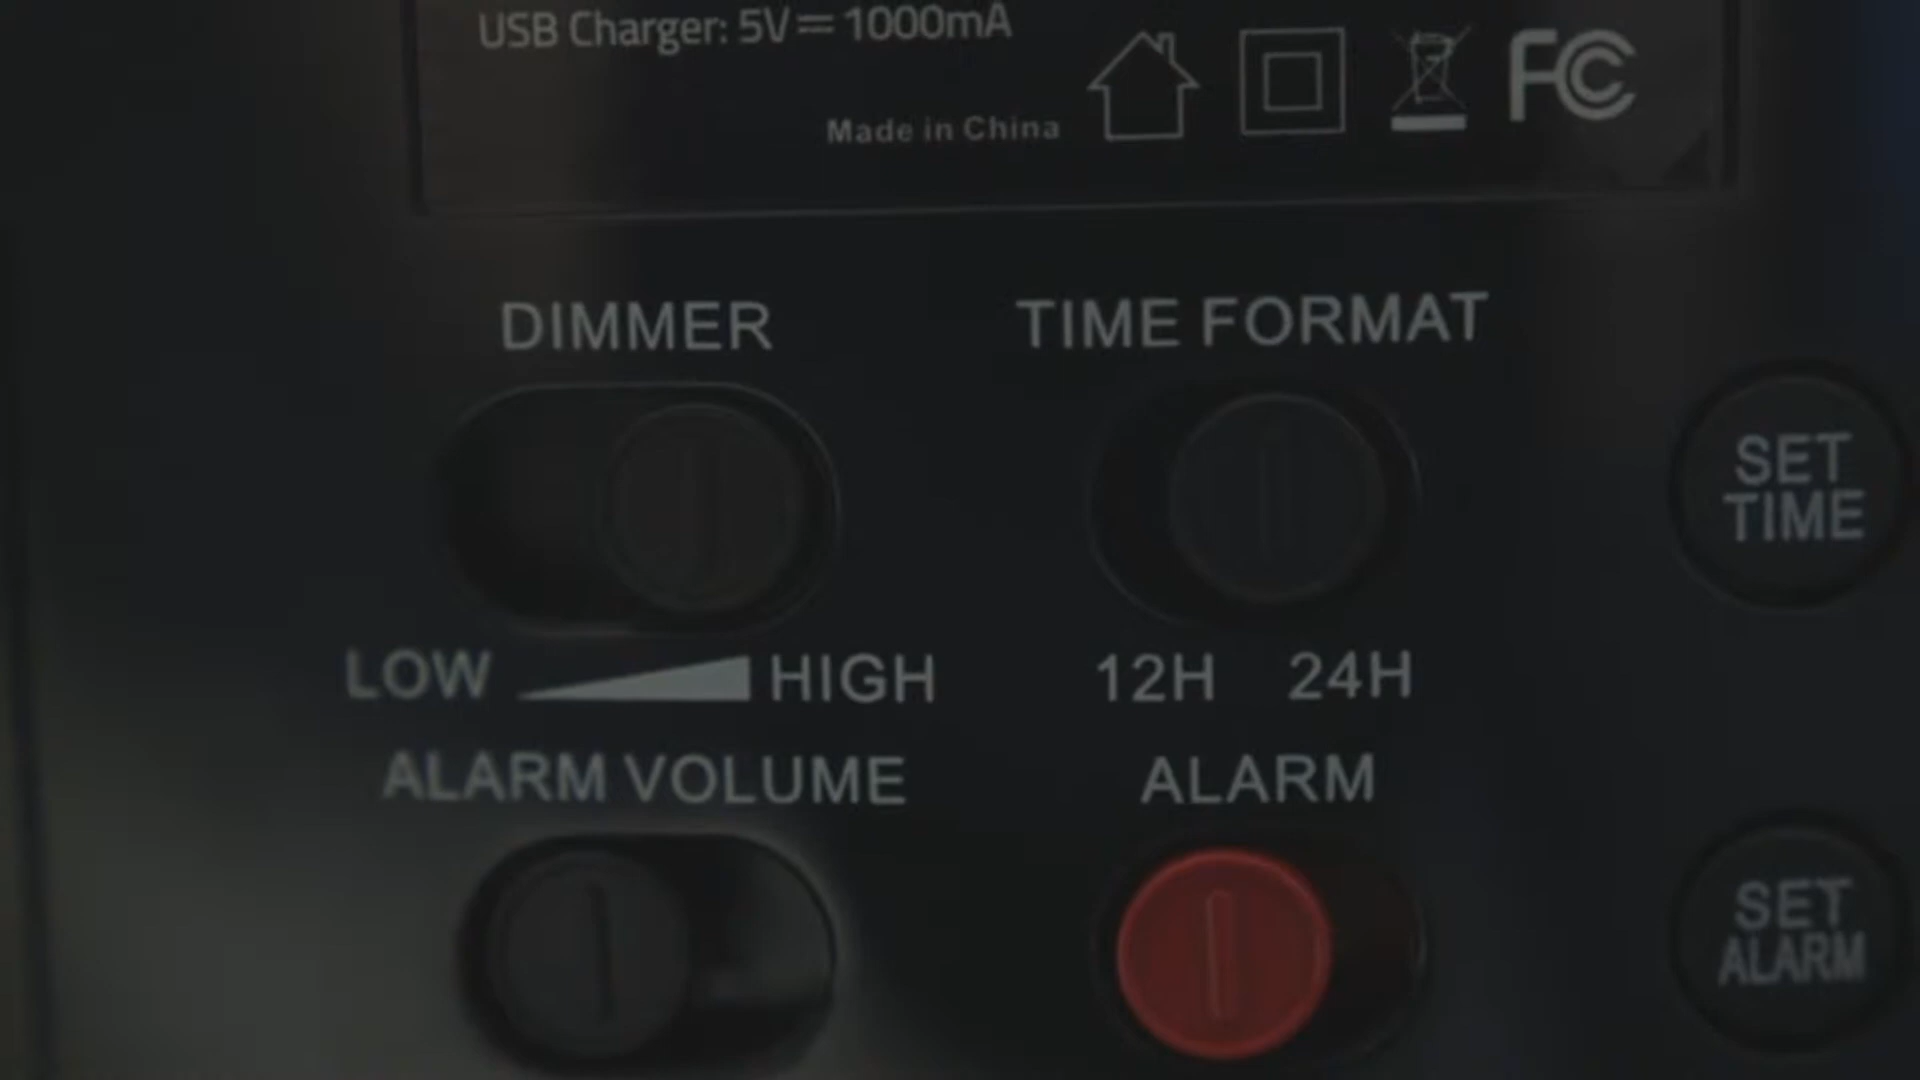 USB Charger: 5V⎓1000mA
Made in China
FC
DIMMER
TIME FORMAT
SET
TIME
LOW HIGH
12H 24H
ALARM VOLUME
ALARM
SET
ALARM